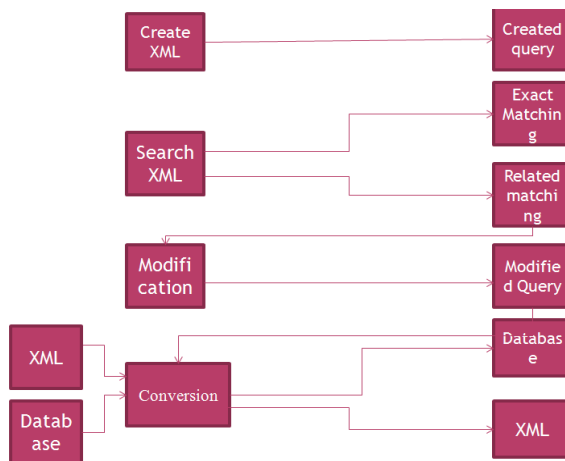 Create
XML
Created
query
Exact
Matchin
g
Search
XML
Related
matchi
ng
Modifi
cation
Modifie
d Query
XML
Databas
e
Conversion
Datab
ase
XML